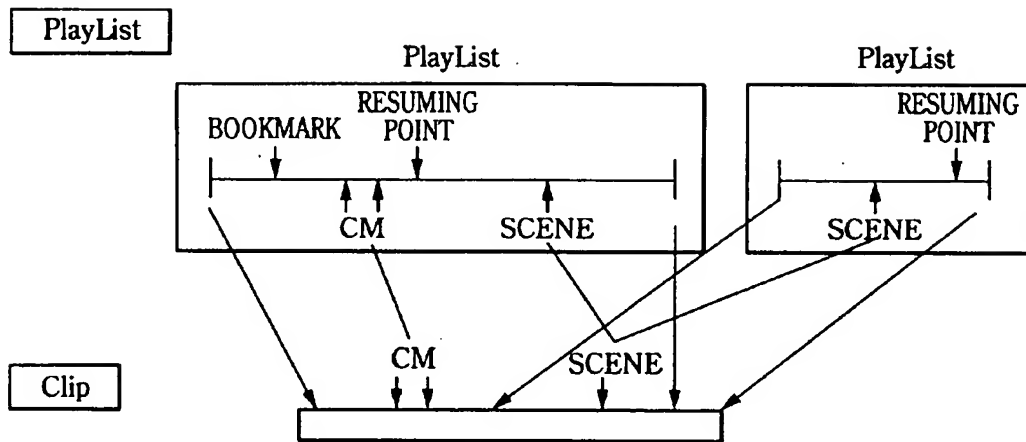 PlayList
PlayList
PlayList
BOOKMARK
RESUMING
POINT
RESUMING
POINT
CM
SCENE
SCENE
CM
SCENE
Clip